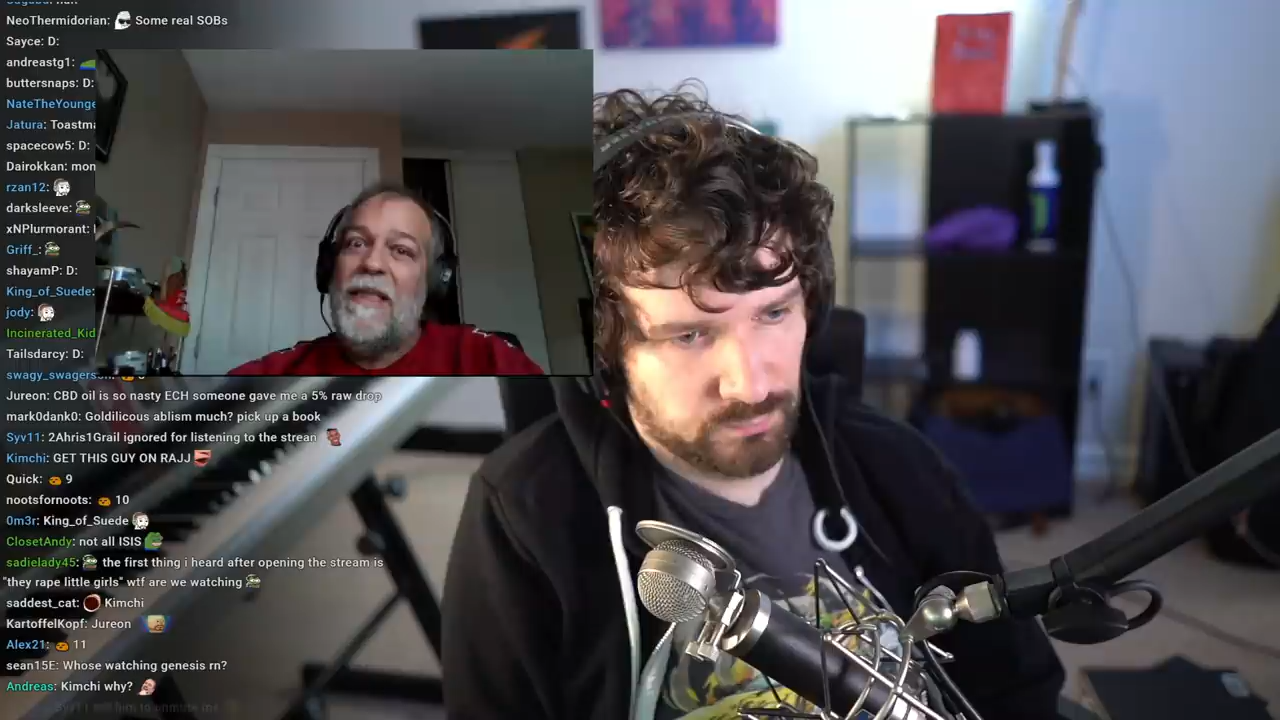 NeoThermidorian: Some real SOBs
Sayce: D:
andreastg1:
buttersnaps: D:
NateTheYounge
Jatura: Toastma
spacecow5: D:
Dairokkan: mon
rzan12:
darksleeve:
xNPlurmorant:
Griff_:
shayamP: D:
King_of_Suede:
jody:
Incinerated_Kid
Tailsdarcy: D:
Jureon: CBD oil is so nasty ECH someone gave me a 5% raw drop
mark0dank0: Goldilocous ablism much? pick up a book
Syv11: 2Ahris1Grail ignored for listening to the strean
Kimchi: GET THIS GUY ON RAJJ
Quick: 9
nootsfornoots: 10
0m3r: King_of_Suede
ClosetAndy: not all ISIS
sadielady45: the first thing i heard after opening the stream is
"they rape little girls" wtf are we watching
saddest_cat: Kimchi
KartoffelKopf: Jureon
Alex21: 11
sean15E: Whose watching genesis rn?
Andreas: Kimchi why?